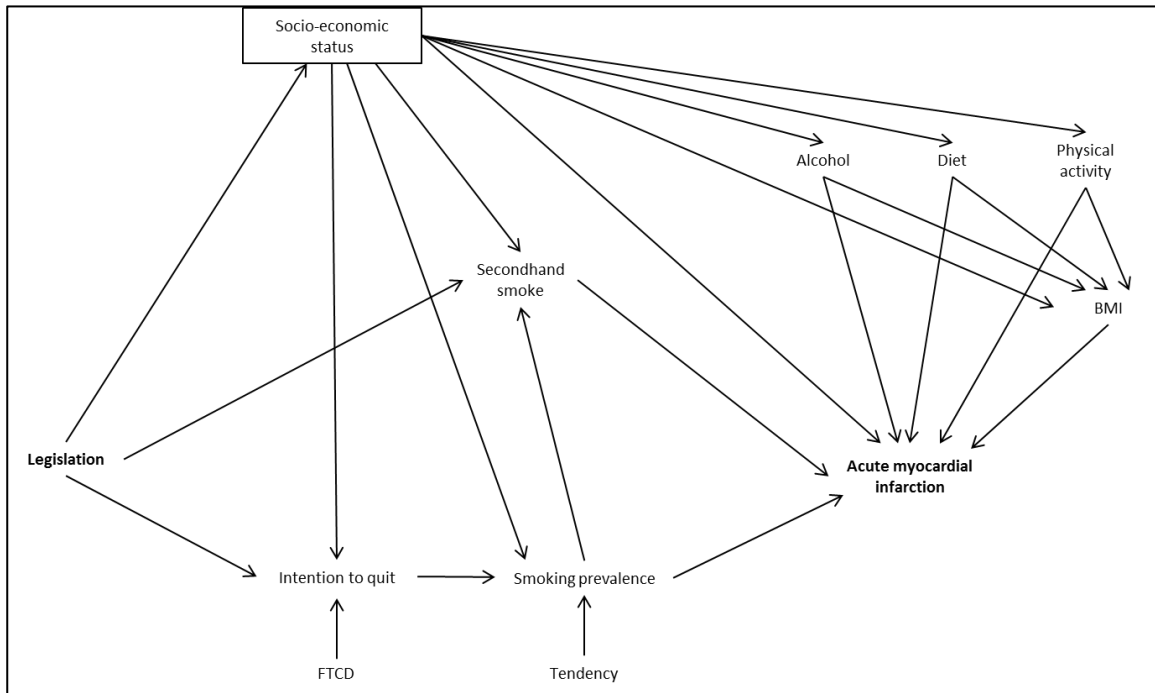 Socio-economic
status
Alcohol
Diet
Physical
activity
Secondhand
smoke
BMI
Legislation
Acute myocardial
infarction
Intention to quit
Smoking prevalence
FTCD
Tendency